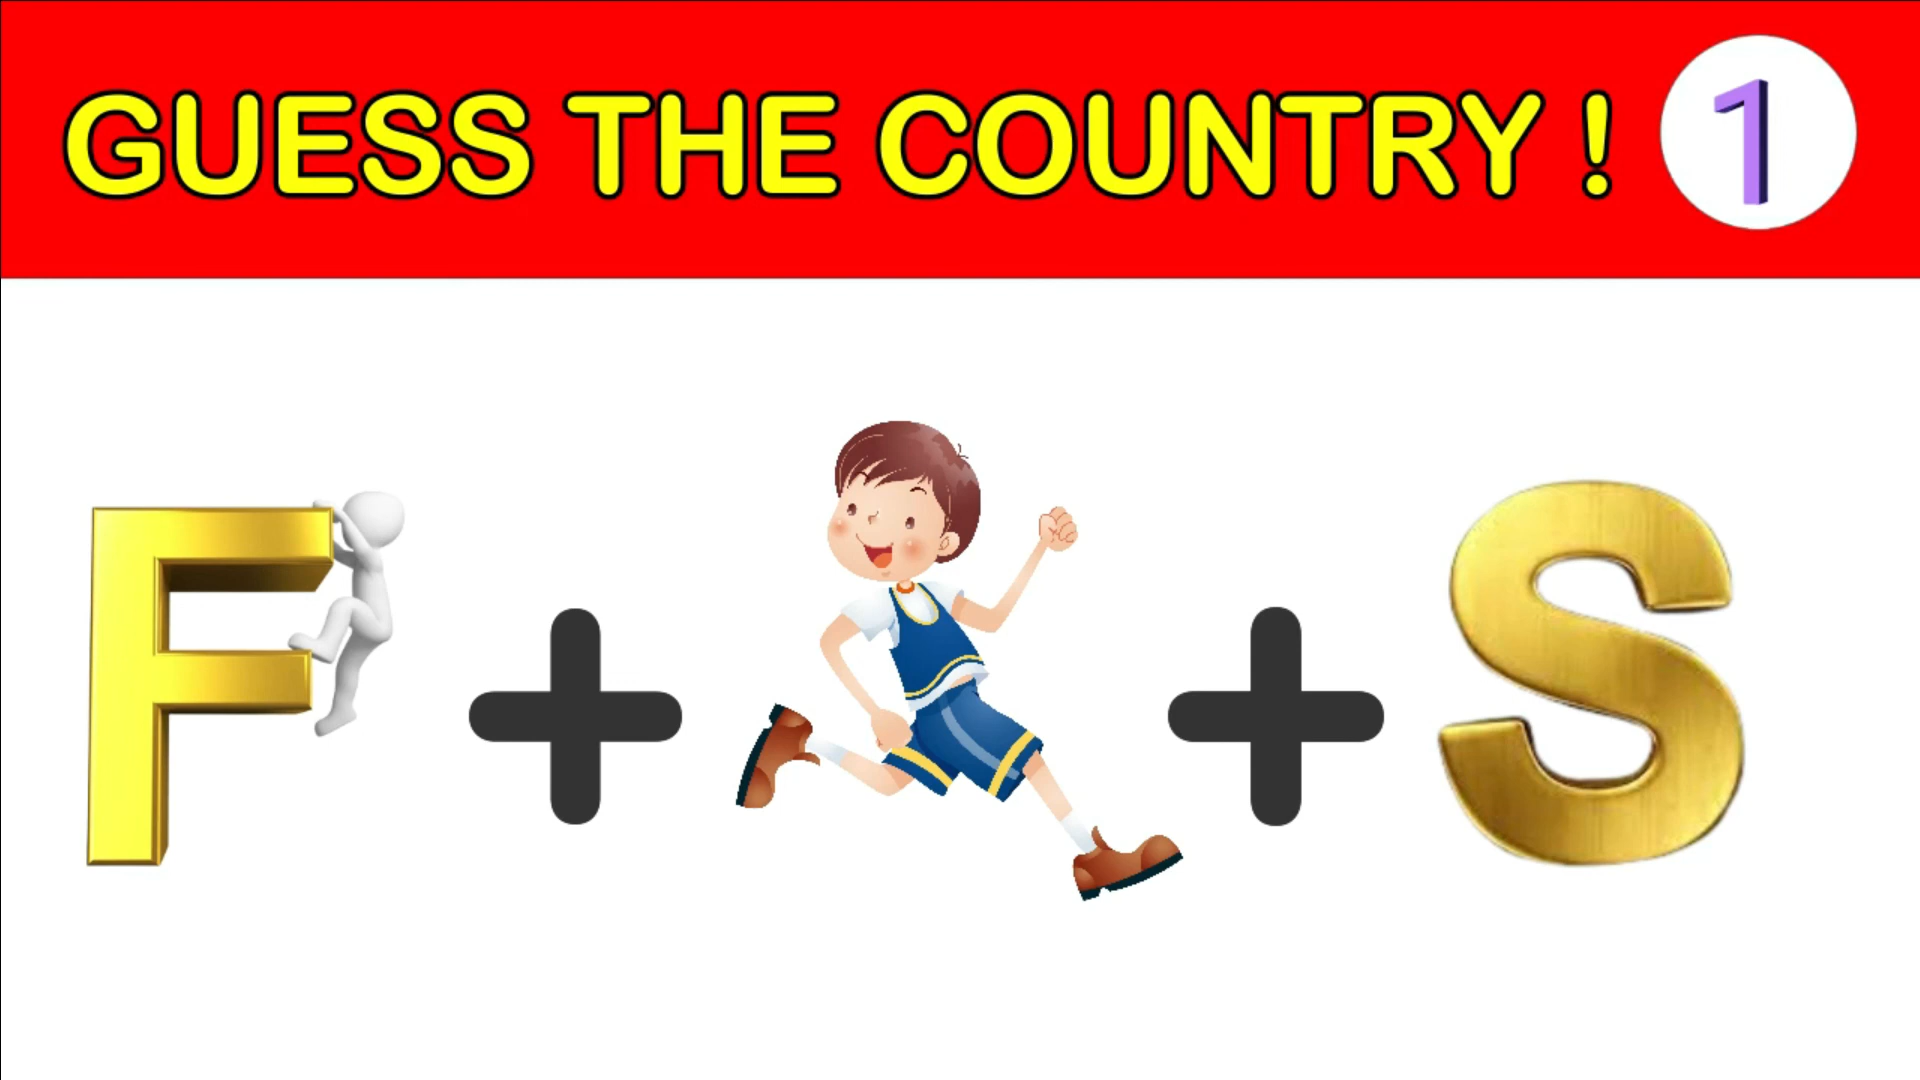 GUESS THE COUNTRY ! 1
F + + S